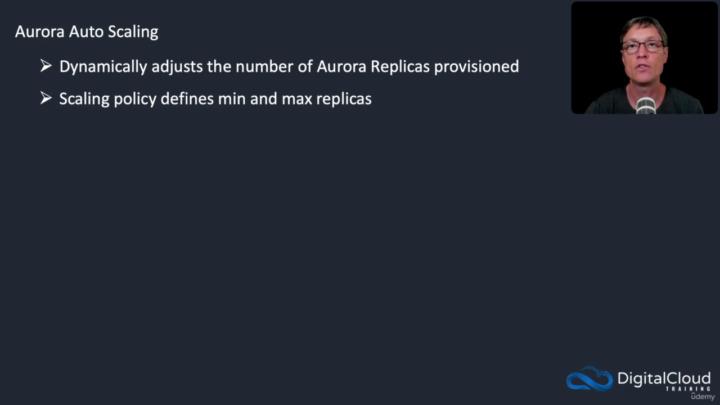 Aurora Auto Scaling
➢ Dynamically adjusts the number of Aurora Replicas provisioned
➢ Scaling policy defines min and max replicas
DigitalCloud
TRAINING
ûdemy